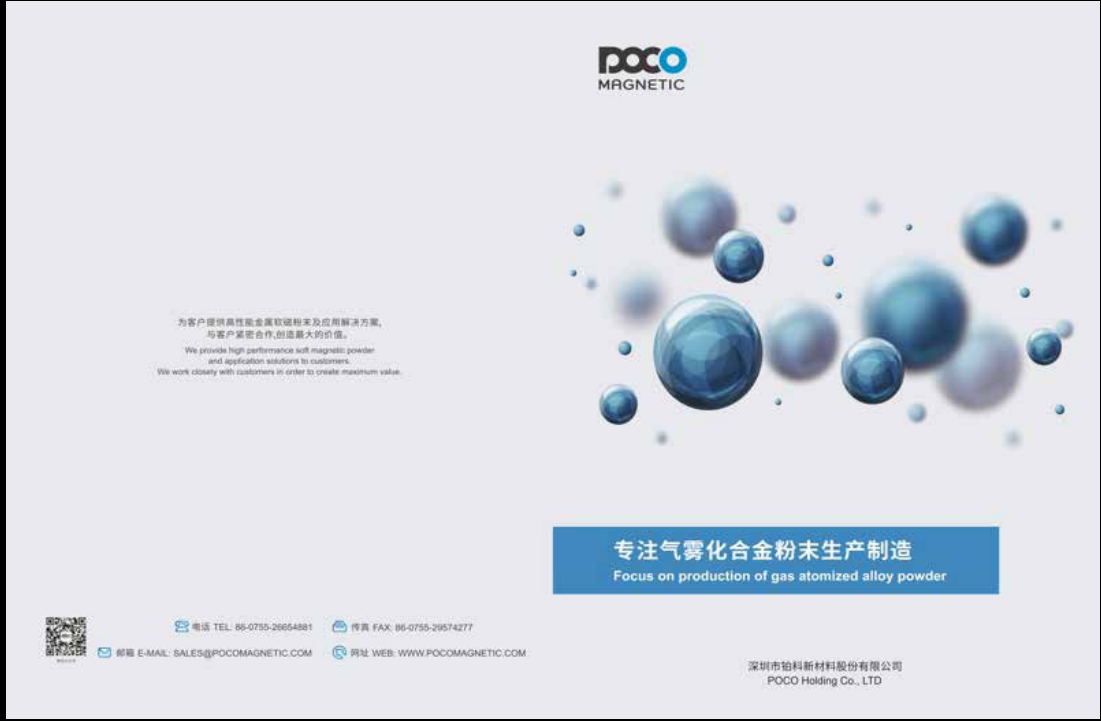 POCO
MAGNETIC
为客户提供高性能金属软磁粉末及应用解决方案,
与客户紧密合作,创造最大的价值。
We provide high performance soft magnetic powder
and application solutions to customers.
We work closely with customers in order to create maximum value.
专注气雾化合金粉末生产制造
Focus on production of gas atomized alloy powder
电话 TEL: 86-0755-26654881
传真 FAX: 86-0755-29574277
邮箱 E-MAIL: SALES@POCOMAGNETIC.COM
网址 WEB: WWW.POCOMAGNETIC.COM
深圳市铂科新材料股份有限公司
POCO Holding Co., LTD